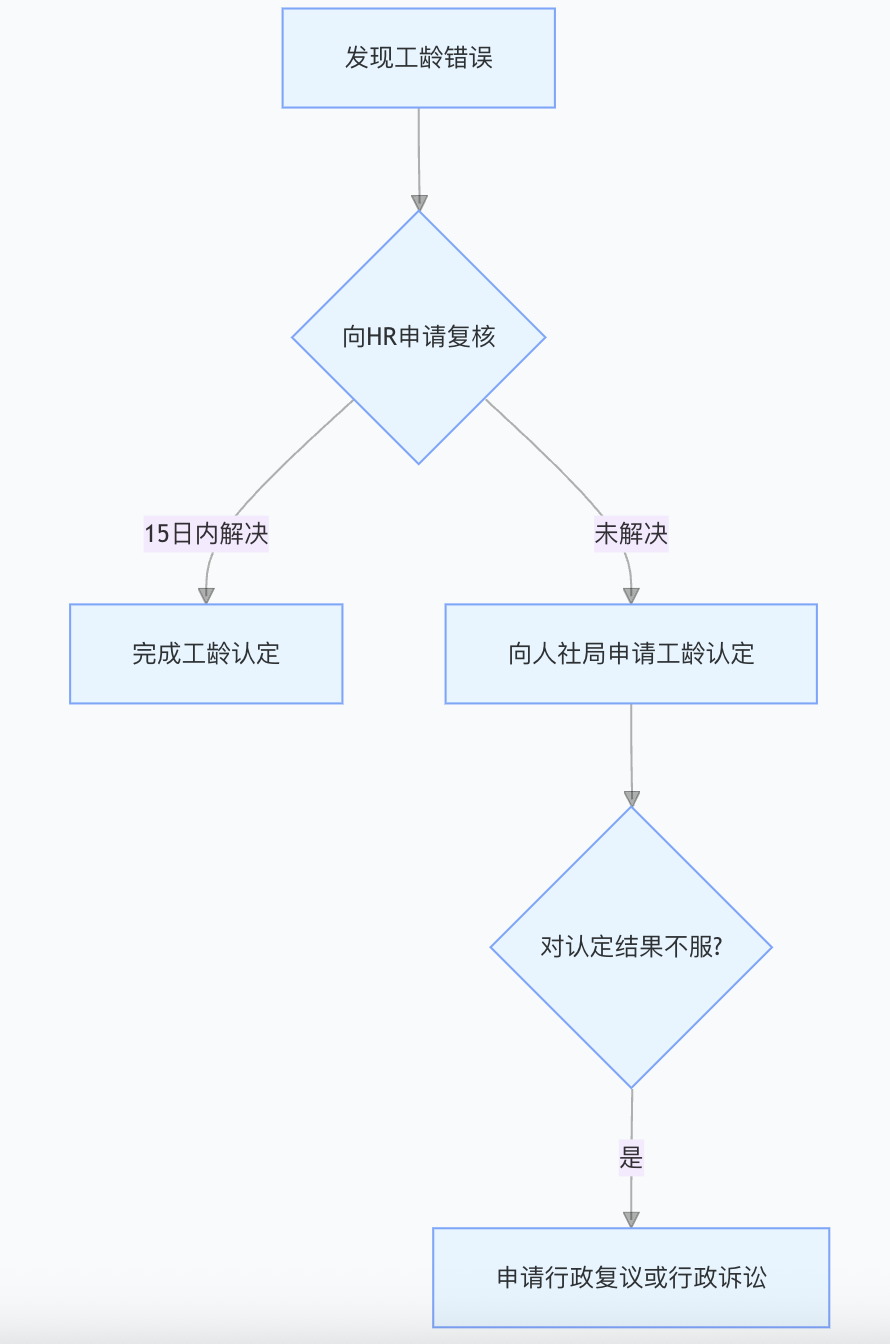 发现工龄错误
向HR申请复核
15日内解决
未解决
完成工龄认定
向人社局申请工龄认定
对认定结果不服?
是
申请行政复议或行政诉讼